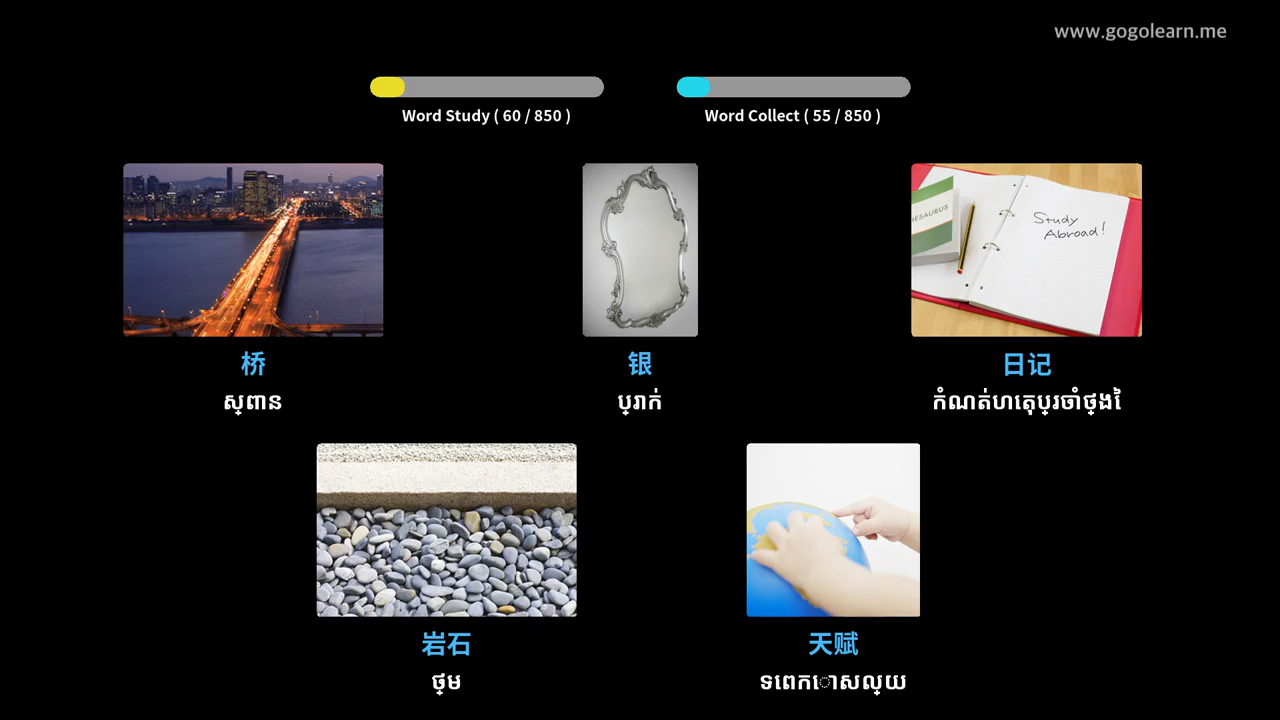 www.gogolearn.me
Word Study ( 60 / 850 )
Word Collect ( 55 / 850 )
THESAURUS
Study
Abroad!
桥
银
日记
ស្ពាន
ប្រាក់
កំណត់ហេតុប្រចាំថ្ងៃ
岩石
天赋
ថ្ម
ទេពកោសល្យ